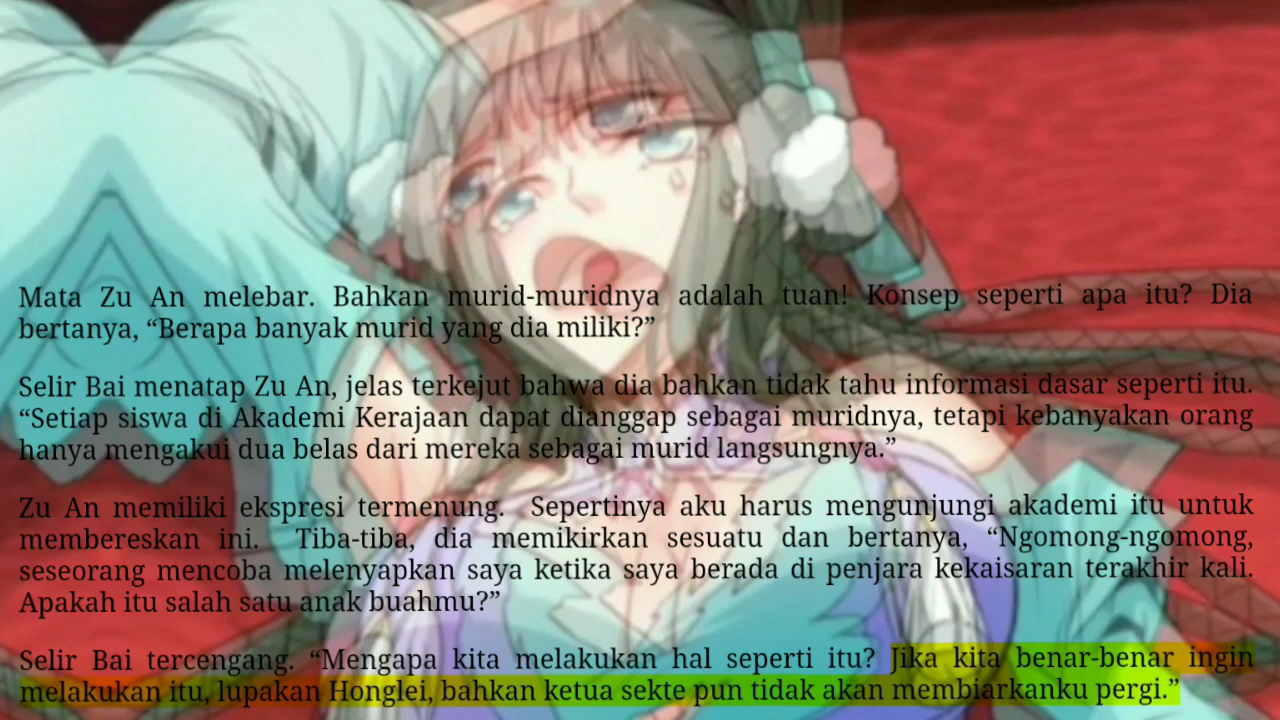 Mata Zu An melebar. Bahkan murid-muridnya adalah tuan! Konsep seperti apa itu? Dia
bertanya, “Berapa banyak murid yang dia miliki?”
Selir Bai menatap Zu An, jelas terkejut bahwa dia bahkan tidak tahu informasi dasar seperti itu.
“Setiap siswa di Akademi Kerajaan dapat dianggap sebagai muridnya, tetapi kebanyakan orang
hanya mengakui dua belas dari mereka sebagai murid langsungnya.”
Zu An memiliki ekspresi termenung. Sepertinya aku harus mengunjungi akademi itu untuk
membereskan ini. Tiba-tiba, dia memikirkan sesuatu dan bertanya, “Ngomong-ngomong,
seseorang mencoba melenyapkan saya ketika saya berada di penjara kekaisaran terakhir kali.
Apakah itu salah satu anak buahmu?”
Selir Bai tercengang. “Mengapa kita melakukan hal seperti itu? Jika kita benar-benar ingin
melakukan itu, lupakan Honglei, bahkan ketua sekte pun tidak akan membiarkanku pergi.”